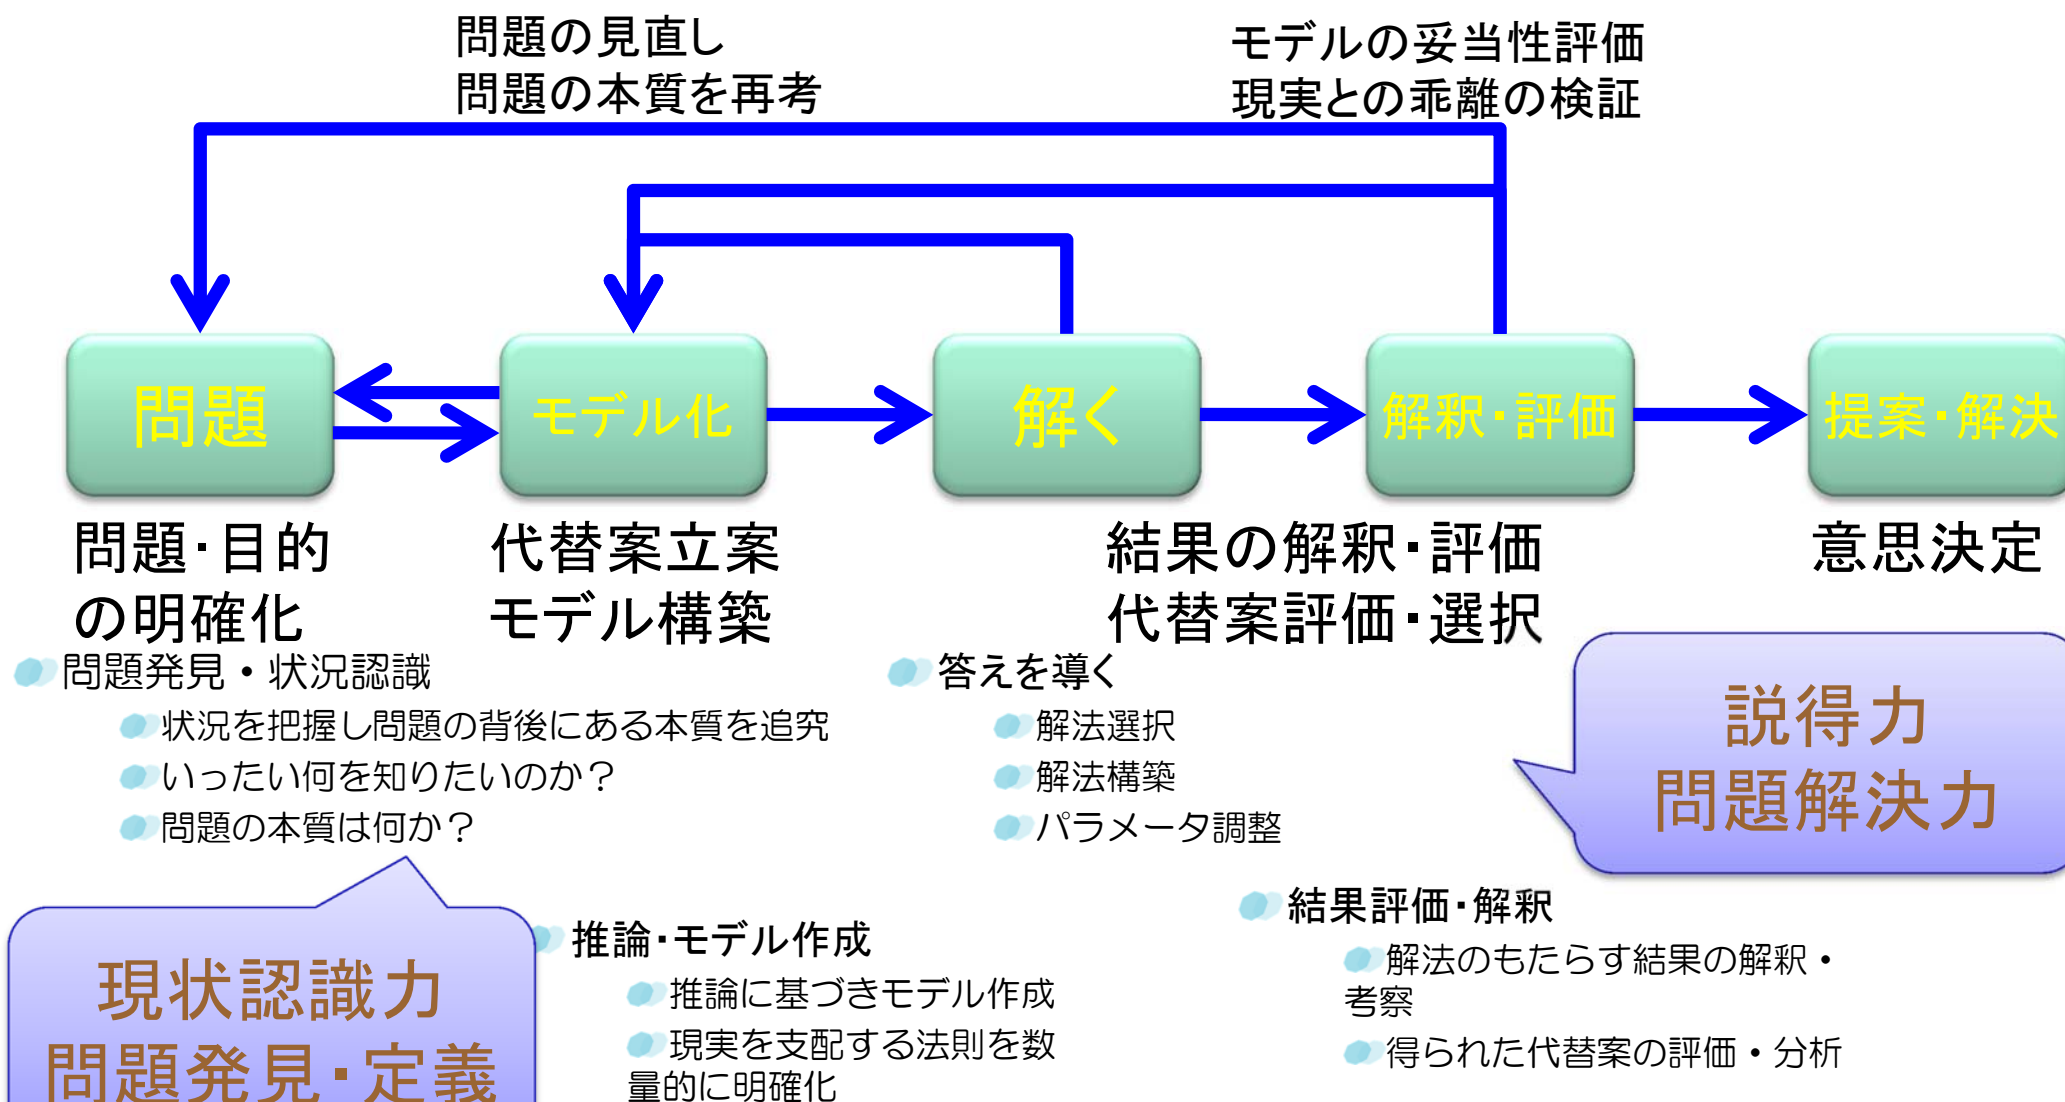 問題の見直し
問題の本質を再考
モデルの妥当性評価
現実との乖離の検証
問題
モデル化
解く
解釈・評価
提案・解決
問題・目的
の明確化
代替案立案
モデル構築
結果の解釈・評価
代替案評価・選択
意思決定
問題発見・状況認識
状況を把握し問題の背後にある本質を追究
いったい何を知りたいのか？
問題の本質は何か？
答えを導く
解法選択
解法構築
パラメータ調整
説得力
問題解決力
現状認識力
問題発見・定義
推論・モデル作成
推論に基づきモデル作成
現実を支配する法則を数
量的に明確化
結果評価・解釈
解法のもたらす結果の解釈・
考察
得られた代替案の評価・分析